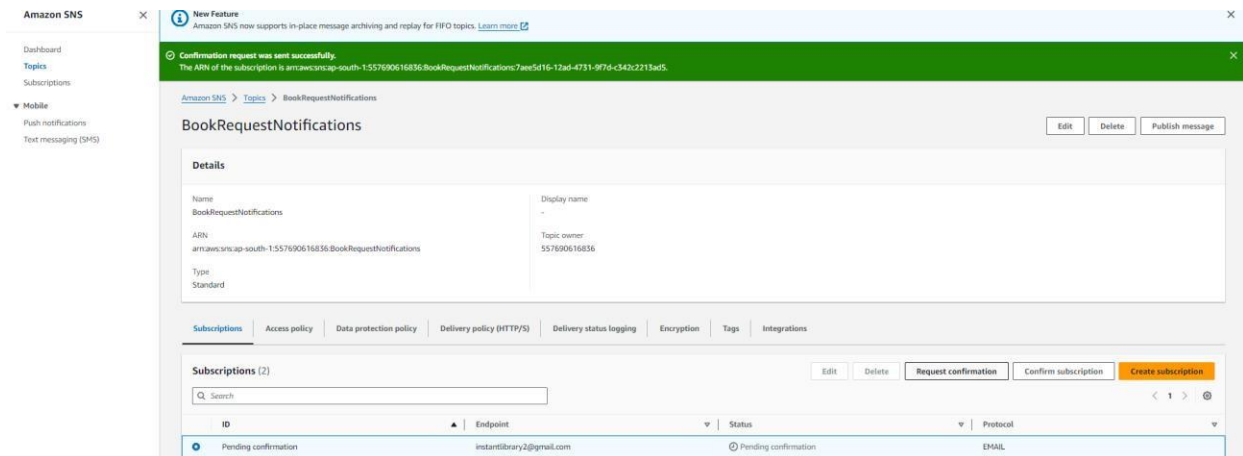 Amazon SNS
New Feature
Amazon SNS now supports in-place message archiving and replay for FIFO topics. Learn more
Dashboard
Topics
Subscriptions
Mobile
Push notifications
Text messaging (SMS)
Confirmation request was sent successfully.
The ARN of the subscription is arn:aws:sns:ap-south-1:557690616836:BookRequestNotifications:7aee5d16-12ad-4731-9f7d-c342c2213ad5.
Amazon SNS > Topics > BookRequestNotifications
BookRequestNotifications
Edit Delete Publish message
Details
Name
BookRequestNotifications
Display name
-
ARN
arn:aws:sns:ap-south-1:557690616836:BookRequestNotifications
Topic owner
557690616836
Type
Standard
Subscriptions Access policy Data protection policy Delivery policy (HTTP/S) Delivery status logging Encryption Tags Integrations
Subscriptions (2)
Edit Delete Request confirmation Confirm subscription Create subscription
Search
< 1 >
ID Endpoint Status Protocol
Pending confirmation instantlibrary2@gmail.com Pending confirmation EMAIL